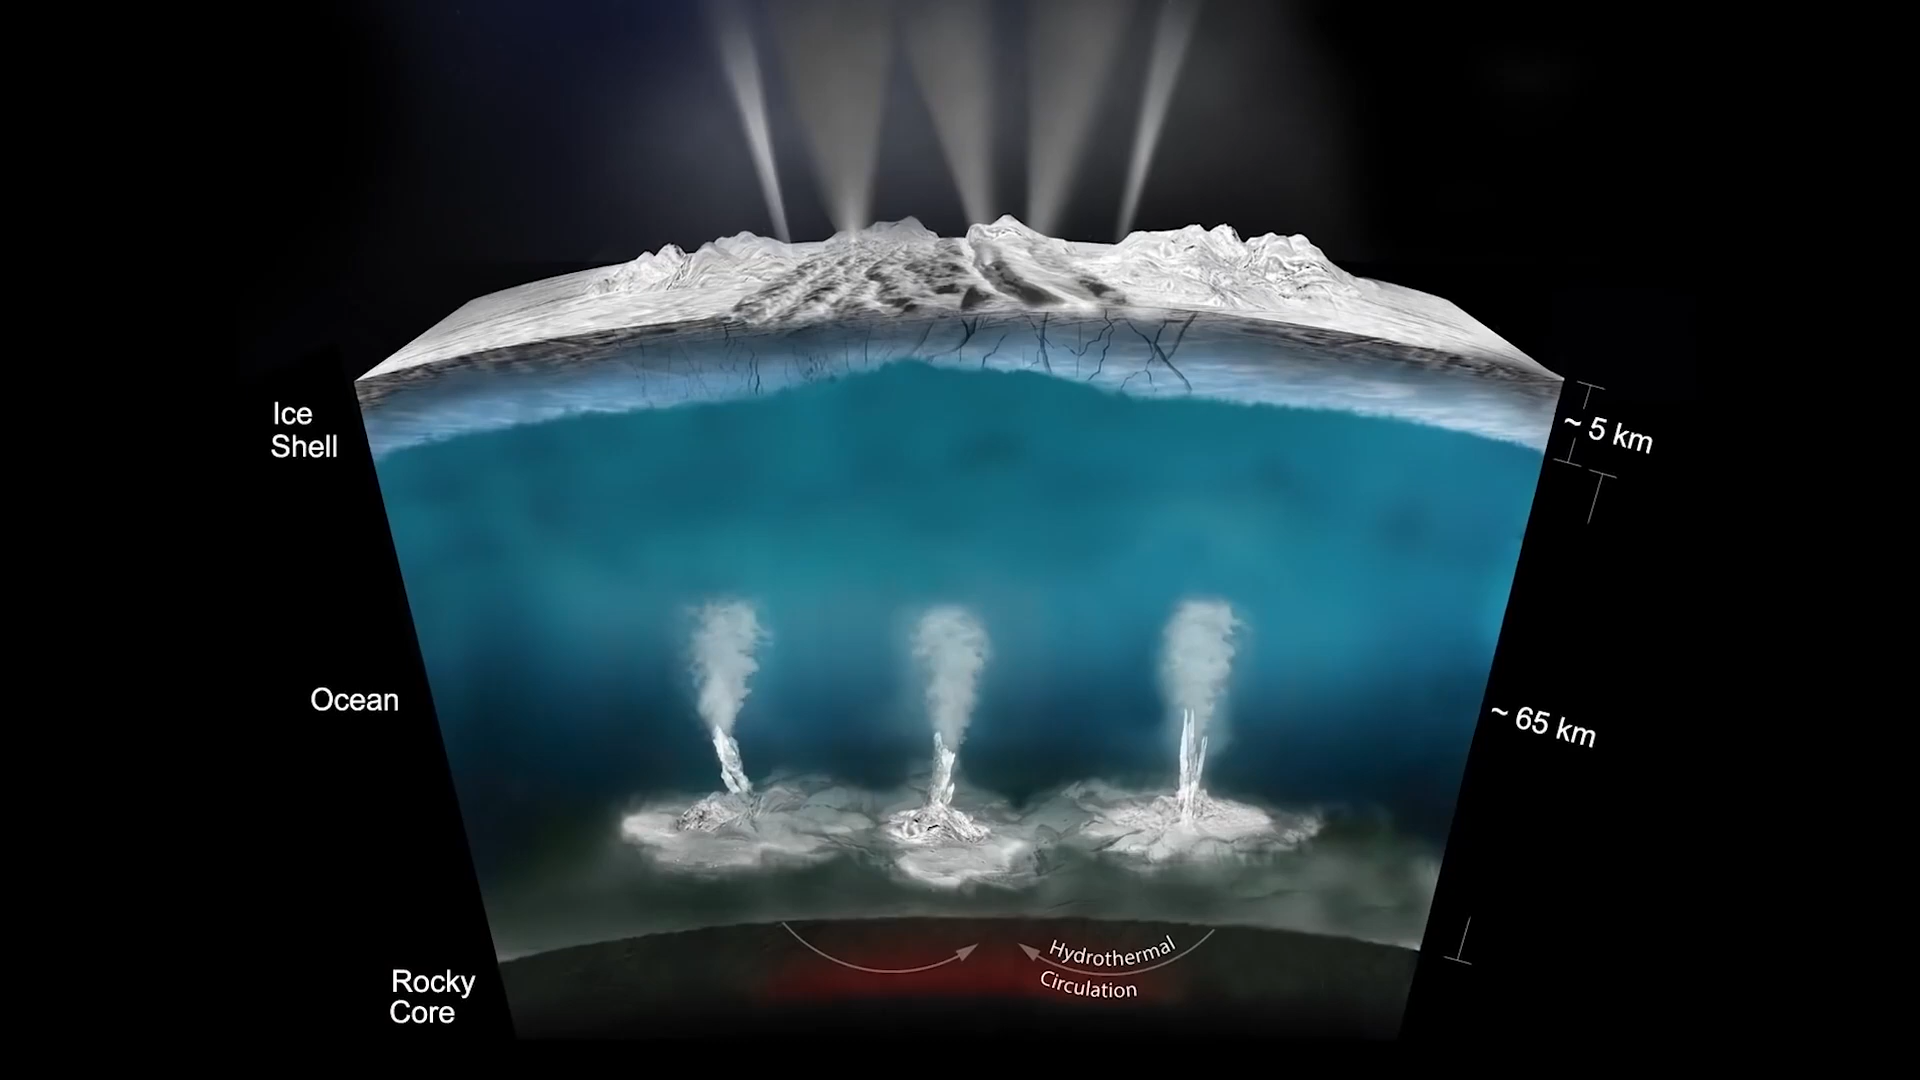 Ice
Shell
~ 5 km
Ocean
~ 65 km
Hydrothermal
Circulation
Rocky
Core